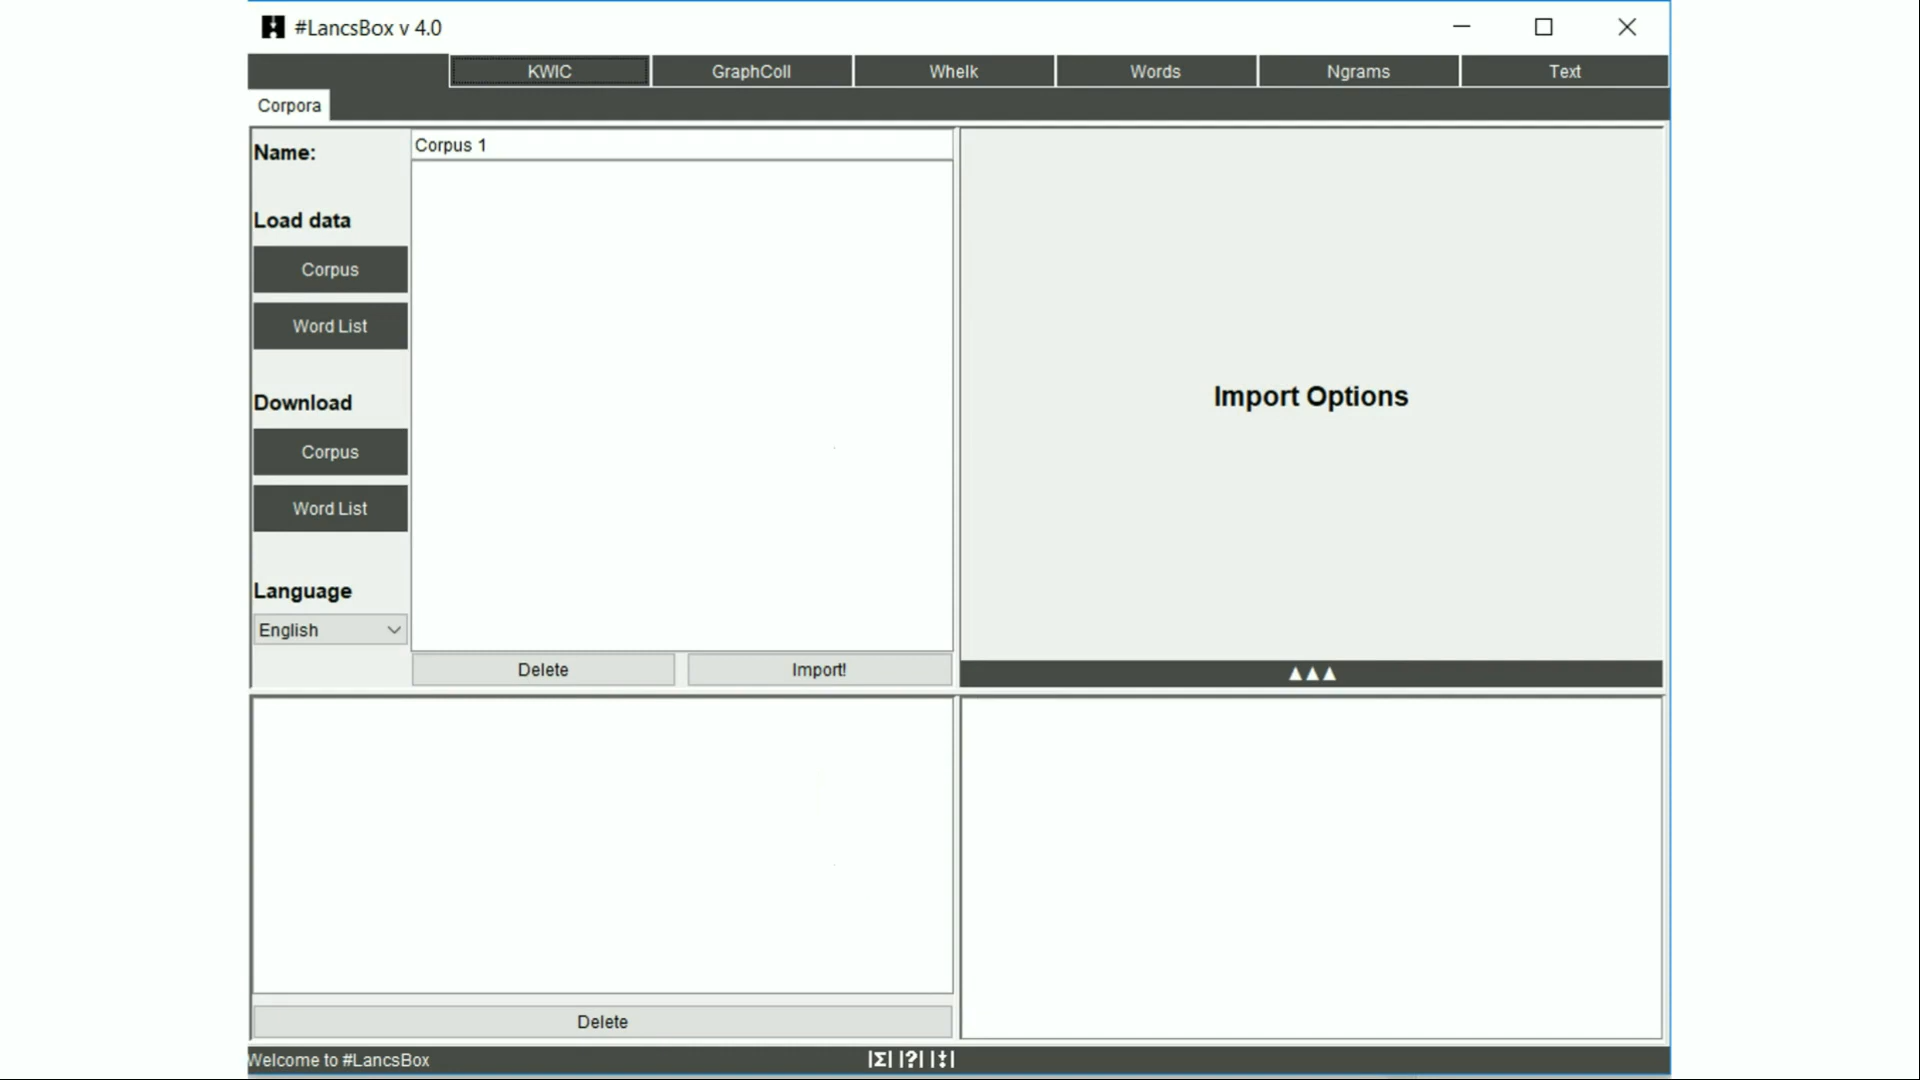 #LancsBox v 4.0
KWIC GraphColl Whelk Words Ngrams Text
Corpora
Name: Corpus 1
Load data
Corpus
Word List
Import Options
Download
Corpus
Word List
Language
English
Delete Import!
▲▲▲
Delete
Welcome to #LancsBox |Σ| |?| |‡|